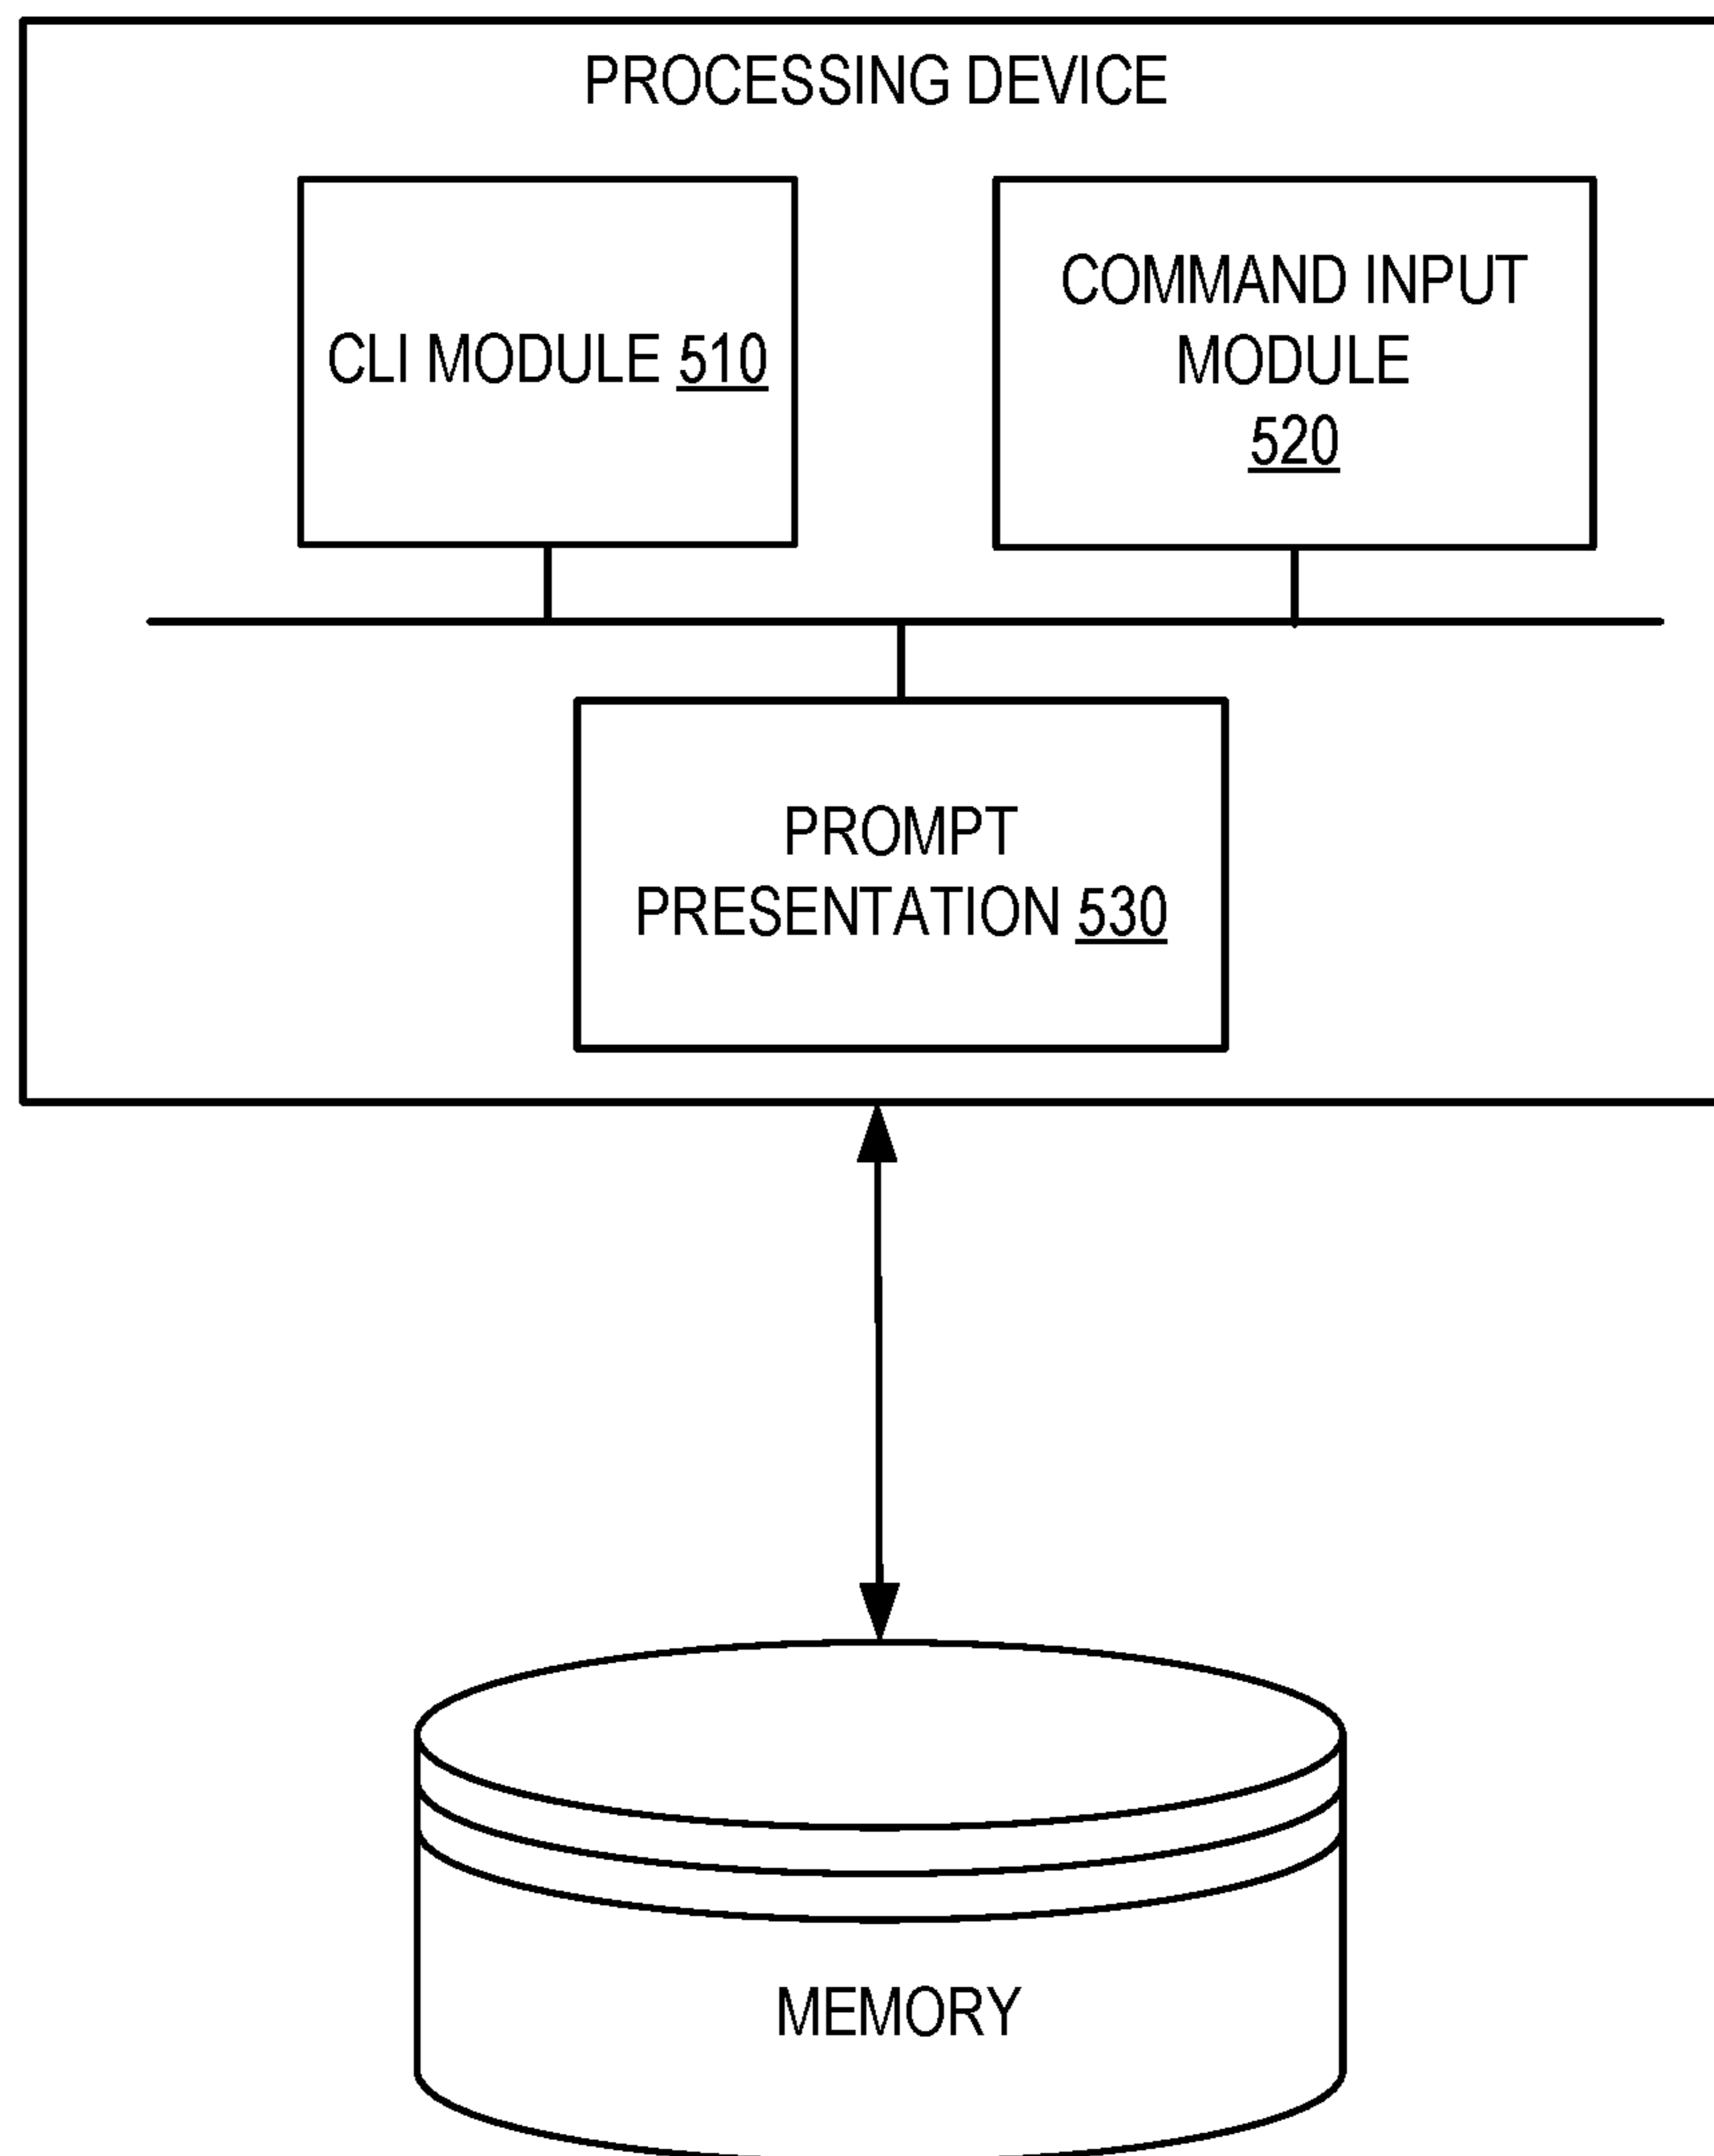 PROCESSING DEVICE
CLI MODULE 510
COMMAND INPUT
MODULE
520
PROMPT
PRESENTATION 530
MEMORY